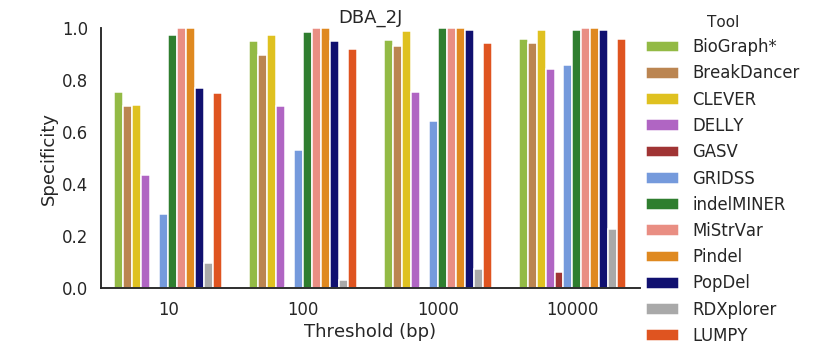 DBA_2J
Specificity
1.0
0.8
0.6
0.4
0.2
0.0
10
100
1000
10000
Threshold (bp)
Tool
BioGraph*
BreakDancer
CLEVER
DELLY
GASV
GRIDSS
indelMINER
MiStrVar
Pindel
PopDel
RDXplorer
LUMPY